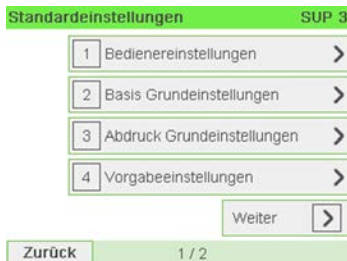 Standardeinstellungen SUP 3
1 Bedienereinstellungen
2 Basis Grundeinstellungen
3 Abdruck Grundeinstellungen
4 Vorgabeeinstellungen
Weiter
Zurück 1 / 2